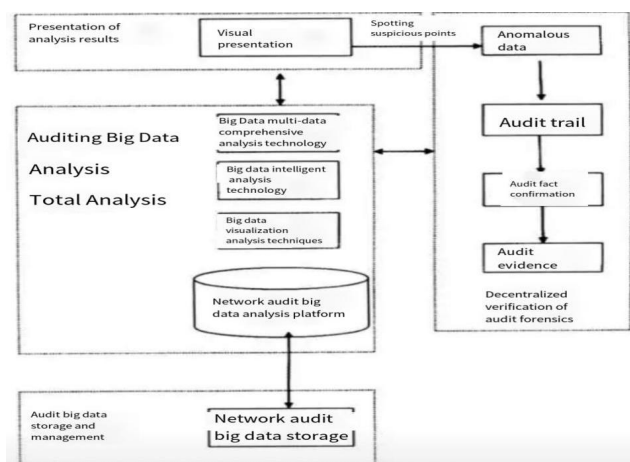 Presentation of
analysis results
Visual
presentation
Spotting
suspicious points
Anomalous
data
Audit trail
Audit fact
confirmation
Audit
evidence
Decentralized
verification of
audit forensics
Auditing Big Data
Analysis
Total Analysis
Big Data multi-data
comprehensive
analysis technology
Big data intelligent
analysis
technology
Big data
visualization
analysis techniques
Network audit big
data analysis platform
Audit big data
storage and
management
Network audit
big data storage